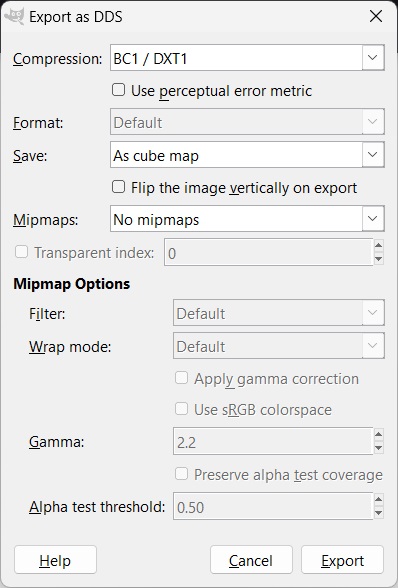 Export as DDS
Compression: BC1 / DXT1
Use perceptual error metric
Format: Default
Save: As cube map
Flip the image vertically on export
Mipmaps: No mipmaps
Transparent index: 0
Mipmap Options
Filter: Default
Wrap mode: Default
Apply gamma correction
Use sRGB colorspace
Gamma: 2.2
Preserve alpha test coverage
Alpha test threshold: 0.50
Help Cancel Export